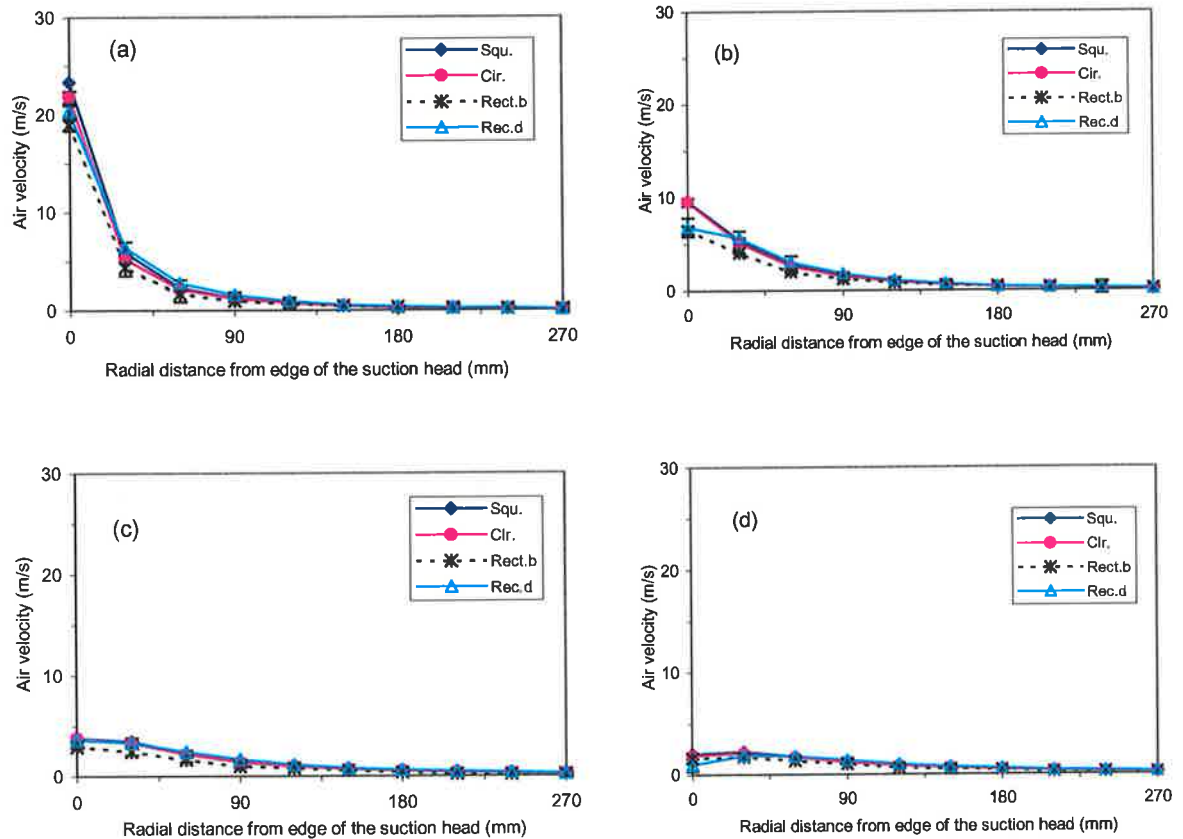 (a)
30
20
10
0
Air velocity (m/s)
Squ.
Cir.
Rect.b
Rec.d
0 90 180 270
Radial distance from edge of the suction head (mm)
(b)
30
20
10
0
Air velocity (m/s)
Squ.
Cir.
Rect.b
Rec.d
0 90 180 270
Radial distance from edge of the suction head (mm)
(c)
30
20
10
0
Air velocity (m/s)
Squ.
Cir.
Rect.b
Rec.d
0 90 180 270
Radial distance from edge of the suction head (mm)
(d)
30
20
10
0
Air velocity (m/s)
Squ.
Cir.
Rect.b
Rec.d
0 90 180 270
Radial distance from edge of the suction head (mm)